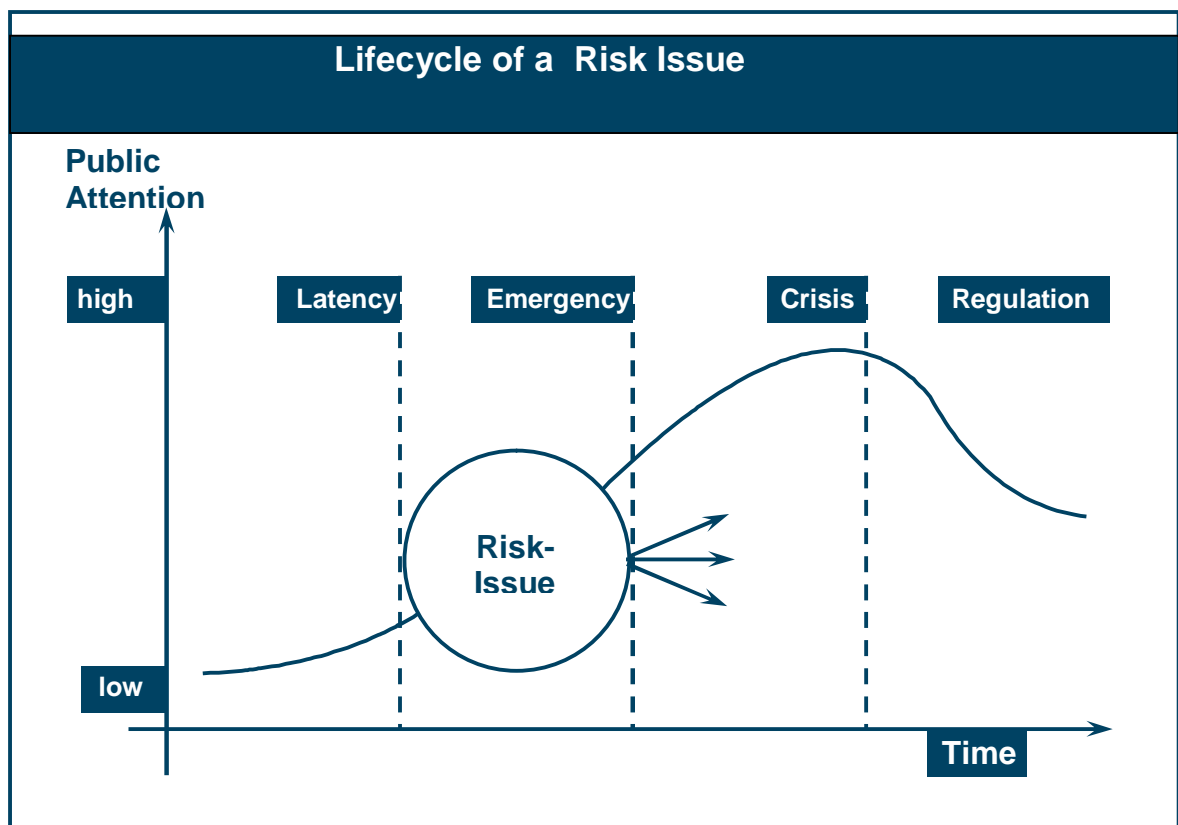 Lifecycle of a Risk Issue
Public
Attention
high
Latency
Emergency
Crisis
Regulation
Risk-
Issue
low
Time